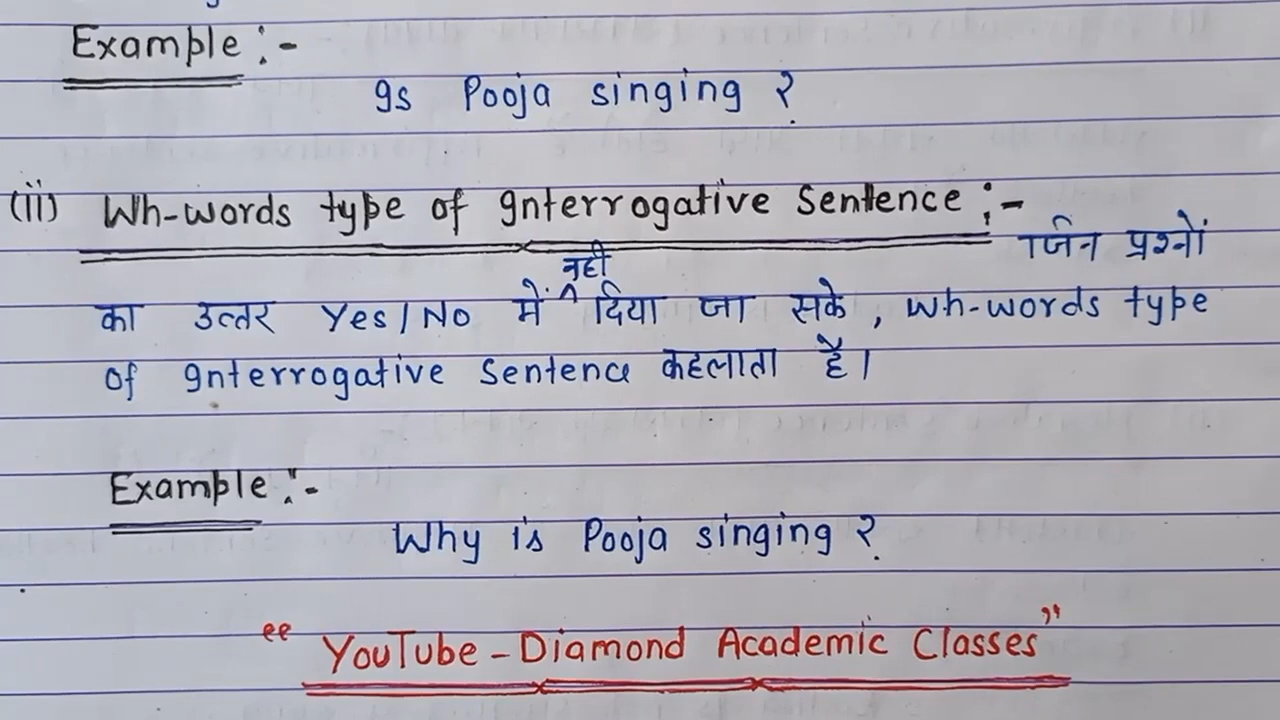 Example :-
Is Pooja singing ?
(ii) Wh-words type of Interrogative Sentence :-
जिन प्रश्नों
नही
का उत्तर Yes/No में ^ दिया जा सके, Wh-words type
of Interrogative Sentence कहलाता है।
Example :-
Why is Pooja singing ?
"YouTube - Diamond Academic Classes"